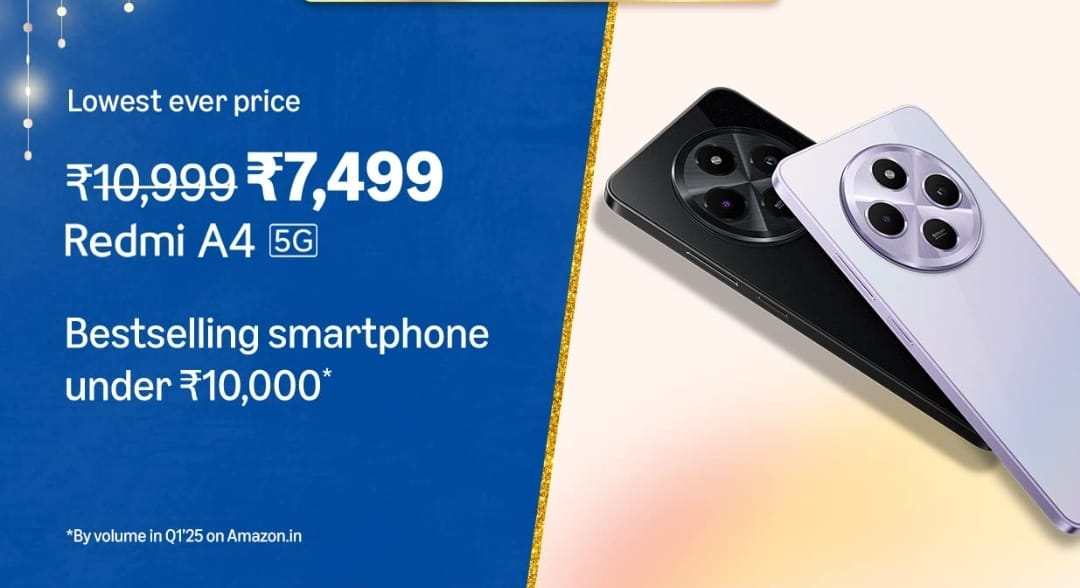 Lowest ever price
₹10,999 ₹7,499
Redmi A4 5G
Bestselling smartphone
under ₹10,000*
*By volume in Q1'25 on Amazon.in